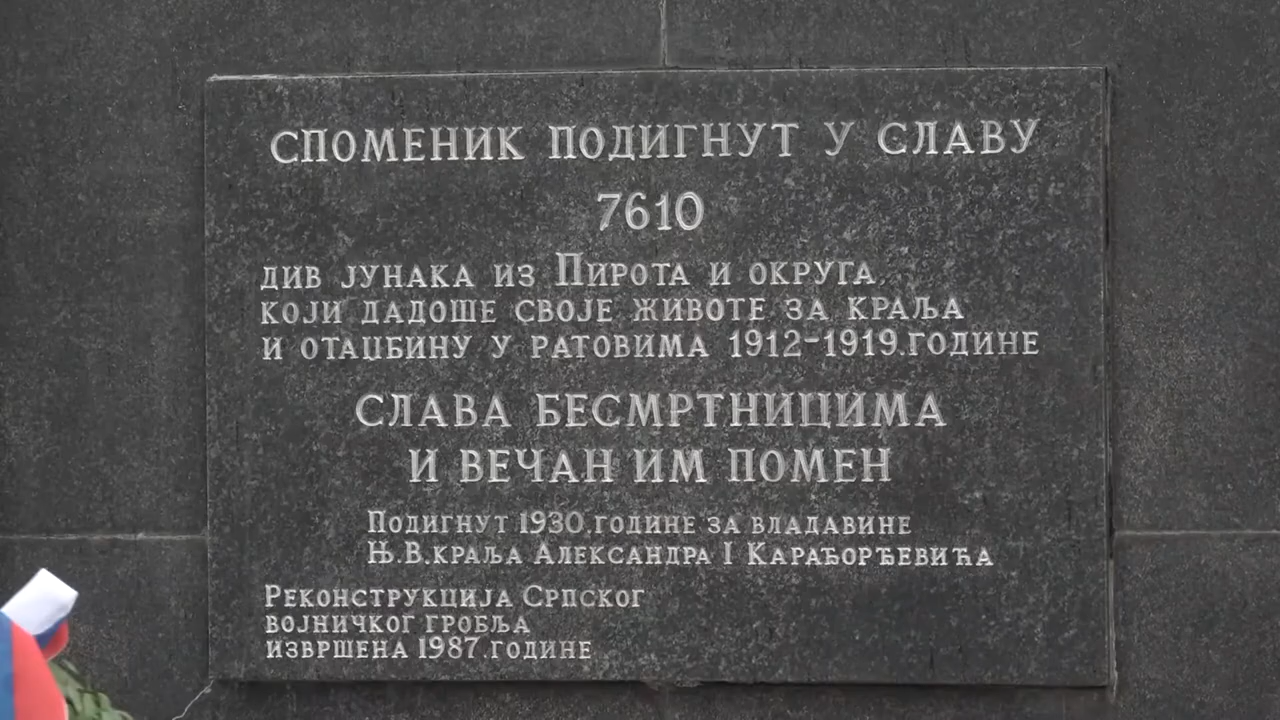 СПОМЕНИК ПОДИГНУТ У СЛАВУ
7610
ДИВ ЈУНАКА ИЗ ПИРОТА И ОКРУГА,
КОЈИ ДАДОШЕ СВОЈЕ ЖИВОТЕ ЗА КРАЉА
И ОТАЏБИНУ У РАТОВИМА 1912-1919.ГОДИНЕ
СЛАВА БЕСМРТНИЦИМА
И ВЕЧАН ИМ ПОМЕН
ПОДИГНУТ 1930.ГОДИНЕ ЗА ВЛАДАВИНЕ
Њ.В.КРАЉА АЛЕКСАНДРА I КАРАЂОРЂЕВИЋА
РЕКОНСТРУКЦИЈА СРПСКОГ
ВОЈНИЧКОГ ГРОБЉА
ИЗВРШЕНА 1987.ГОДИНЕ